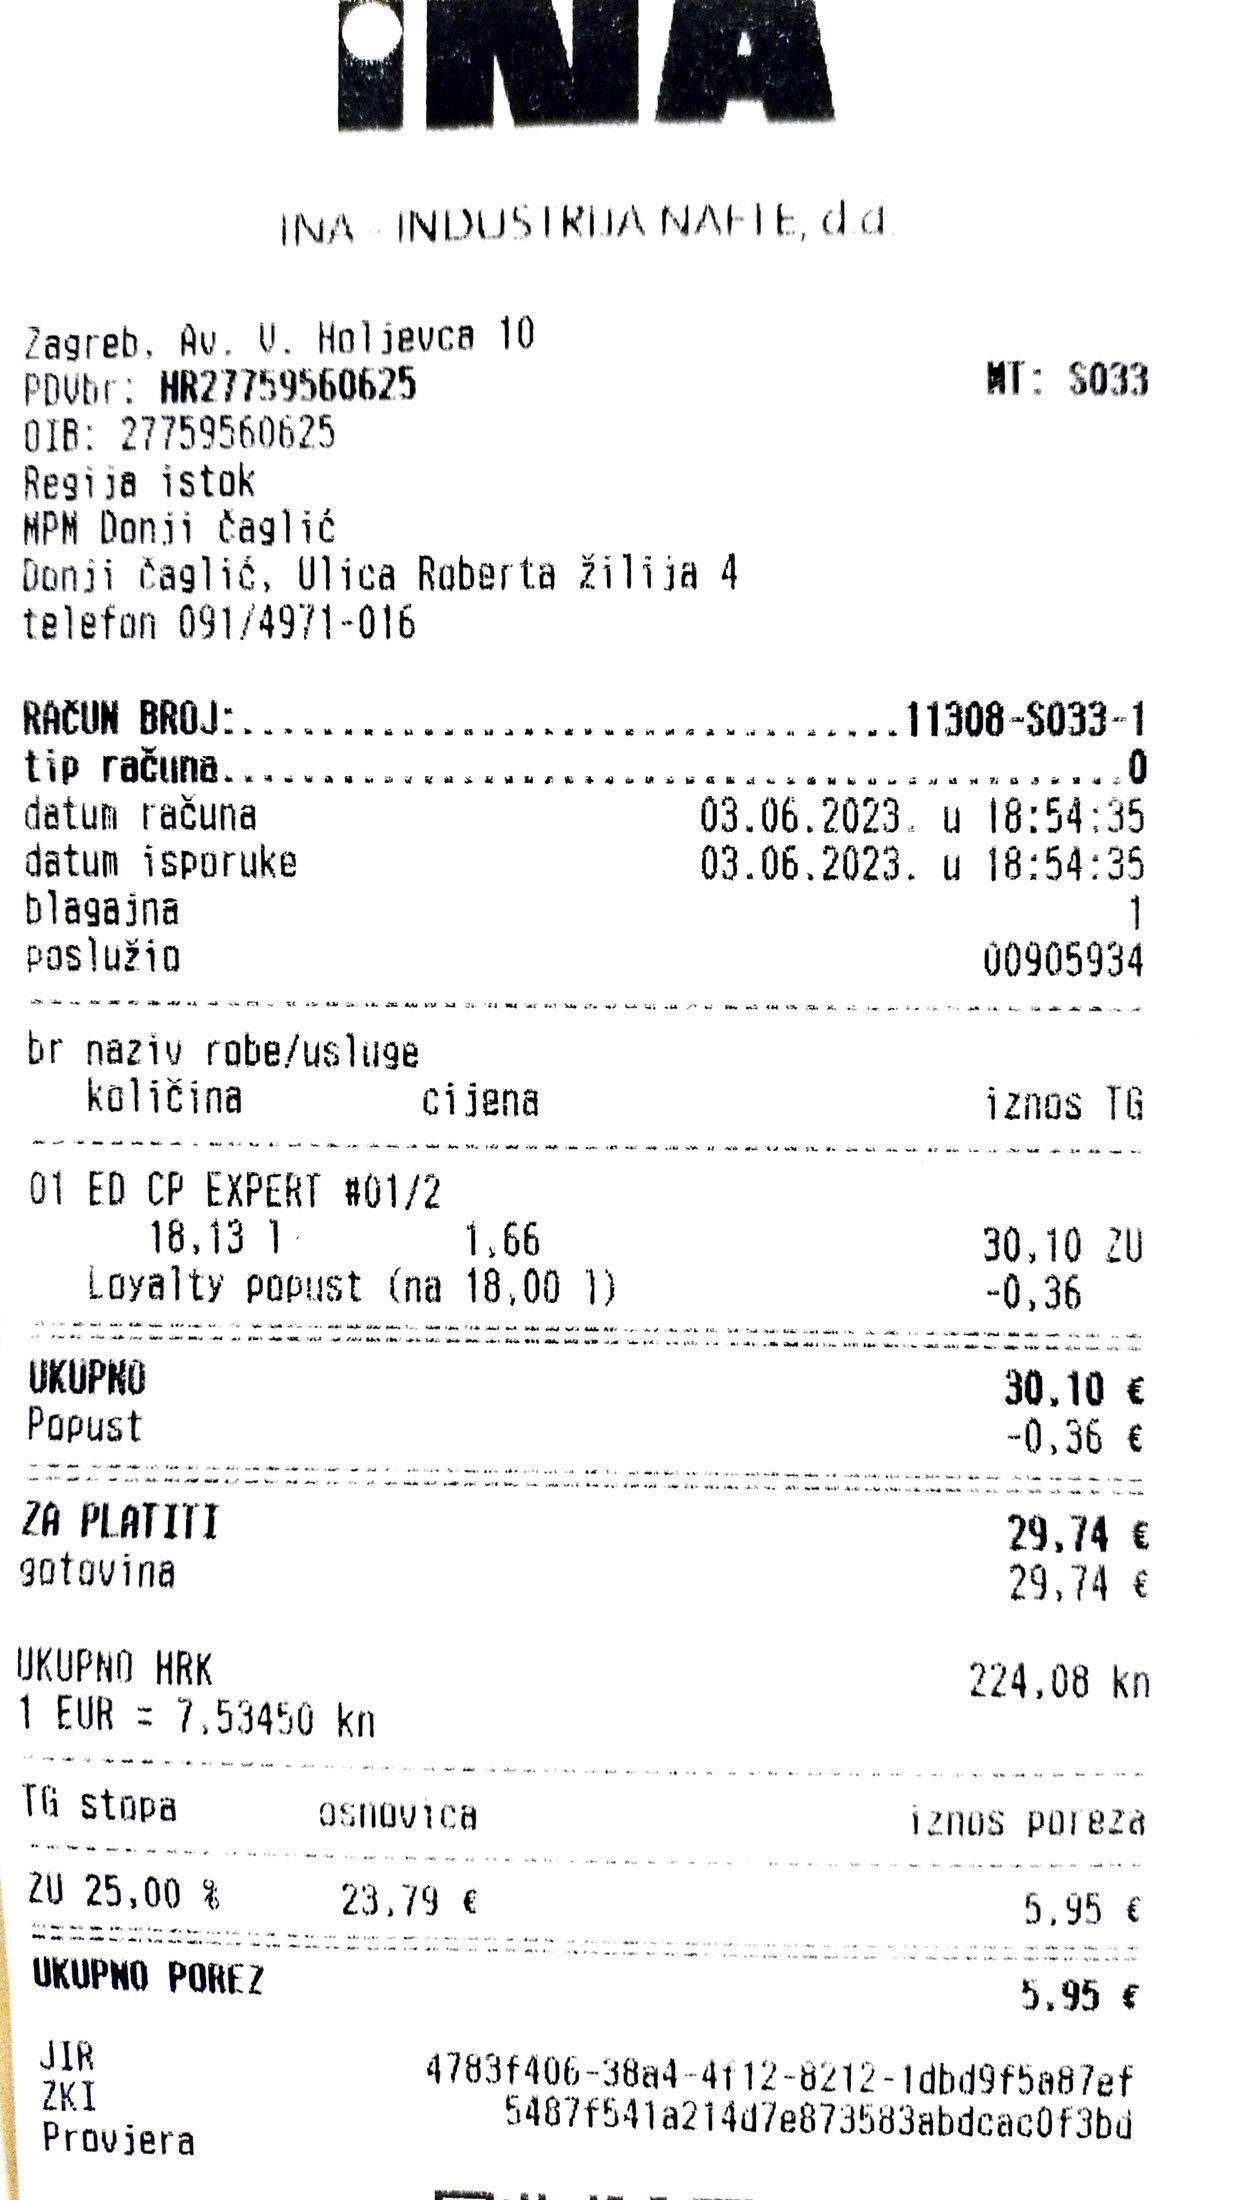 iNA
INA - INDUSTRIJA NAFTE, d.d.
Zagreb, Av. V. Holjevca 10
PDVbr: HR27759560625 MT: S033
OIB: 27759560625
Regija istok
MPM Donji Čaglić
Donji Čaglić, Ulica Roberta Žilija 4
telefon 091/4971-016
RAČUN BROJ:..................................11308-S033-1
tip računa..............................................0
datum računa 03.06.2023. u 18:54:35
datum isporuke 03.06.2023. u 18:54:35
blagajna 1
poslužio 00905934
br naziv robe/usluge
količina cijena iznos TG
01 ED CP EXPERT #01/2
18,13 l 1,66 30,10 ZU
Loyalty popust (na 18,00 l) -0,36
UKUPNO 30,10 €
Popust -0,36 €
ZA PLATITI 29,74 €
gotovina 29,74 €
UKUPNO HRK 224,08 kn
1 EUR = 7,53450 kn
TG stopa osnovica iznos poreza
ZU 25,00 % 23,79 € 5,95 €
UKUPNO POREZ 5,95 €
JIR 4783f406-38a4-4f12-8212-1dbd9f5a87ef
ZKI 5487f541a214d7e873583abdcac0f3bd
Provjera